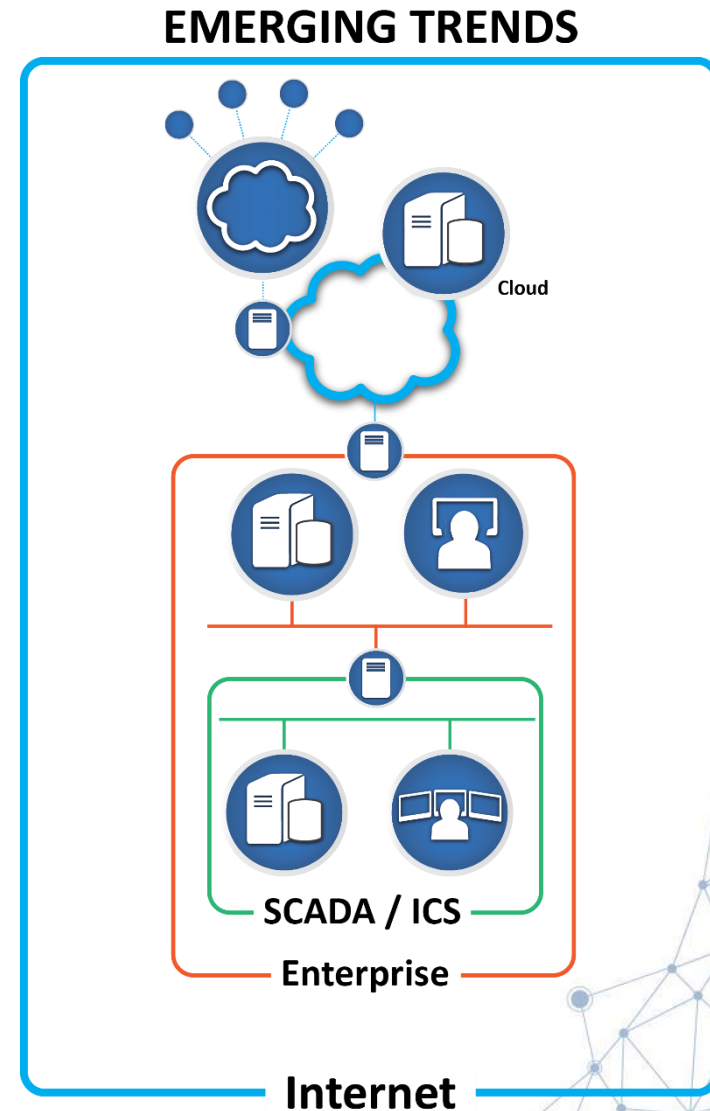 EMERGING TRENDS
Cloud
SCADA / ICS
Enterprise
Internet